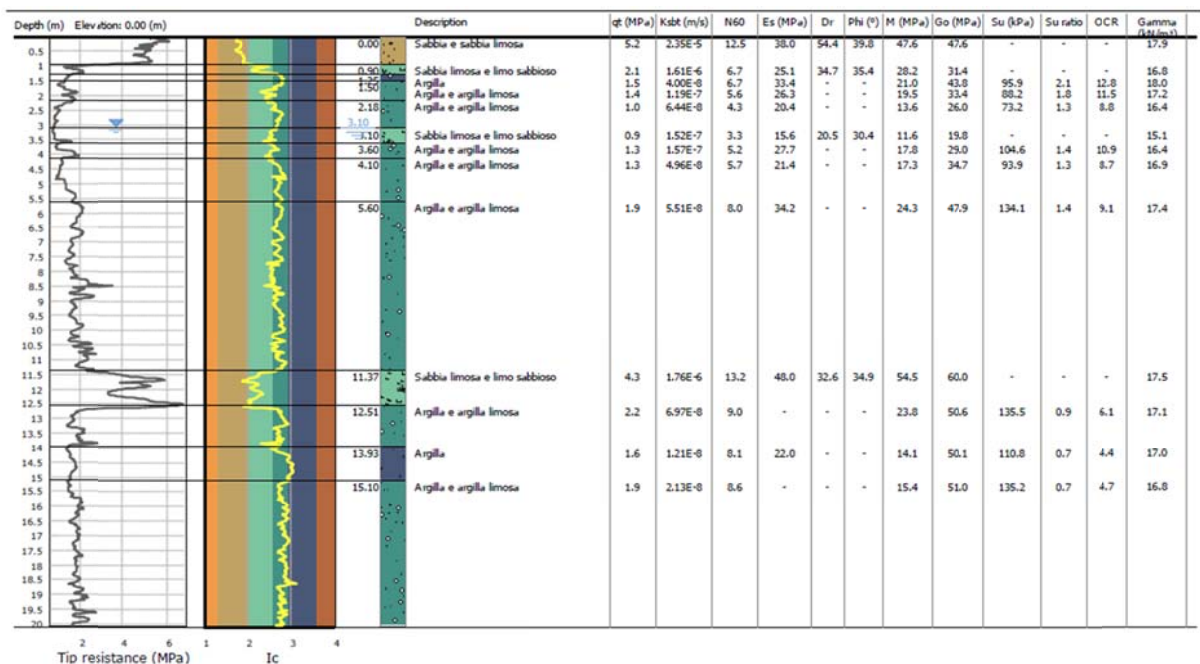 Depth (m) Elevation: 0.00 (m) Description qt (MPa) Ksbt (m/s) N60 Es (MPa) Dr Phi (°) M (MPa) Go (MPa) Su (kPa) Su ratio OCR Gamma (kN/m³)
0.00 Sabbia e sabbia limosa 5.2 2.35E-5 12.5 38.0 54.4 39.8 47.6 47.6 - - - 17.9
0.5
1
0.90 Sabbia limosa e limo sabbioso 2.1 1.61E-6 6.7 25.1 34.7 35.4 28.2 31.4 - - - 16.8
1.25 Argilla 1.5 4.00E-8 6.7 33.4 - - 21.0 43.8 95.9 2.1 12.8 18.0
1.5
1.50 Argilla e argilla limosa 1.4 1.19E-7 5.6 26.3 - - 19.5 33.4 88.2 1.8 11.5 17.2
2
2.18 Argilla e argilla limosa 1.0 6.44E-8 4.3 20.4 - - 13.6 26.0 73.2 1.3 8.8 16.4
2.5
3.10
3
3.10 Sabbia limosa e limo sabbioso 0.9 1.52E-7 3.3 15.6 20.5 30.4 11.6 19.8 - - - 15.1
3.5
3.60 Argilla e argilla limosa 1.3 1.57E-7 5.2 27.7 - - 17.8 29.0 104.6 1.4 10.9 16.4
4
4.10 Argilla e argilla limosa 1.3 4.96E-8 5.7 21.4 - - 17.3 34.7 93.9 1.3 8.7 16.9
4.5
5
5.5
5.60 Argilla e argilla limosa 1.9 5.51E-8 8.0 34.2 - - 24.3 47.9 134.1 1.4 9.1 17.4
6
6.5
7
7.5
8
8.5
9
9.5
10
10.5
11
11.5
11.37 Sabbia limosa e limo sabbioso 4.3 1.76E-6 13.2 48.0 32.6 34.9 54.5 60.0 - - - 17.5
12
12.5
12.51 Argilla e argilla limosa 2.2 6.97E-8 9.0 - - - 23.8 50.6 135.5 0.9 6.1 17.1
13
13.5
14
13.93 Argilla 1.6 1.21E-8 8.1 22.0 - - 14.1 50.1 110.8 0.7 4.4 17.0
14.5
15
15.10 Argilla e argilla limosa 1.9 2.13E-8 8.6 - - - 15.4 51.0 135.2 0.7 4.7 16.8
15.5
16
16.5
17
17.5
18
18.5
19
19.5
20
2 4 6 1 2 3 4
Tip resistance (MPa) Ic